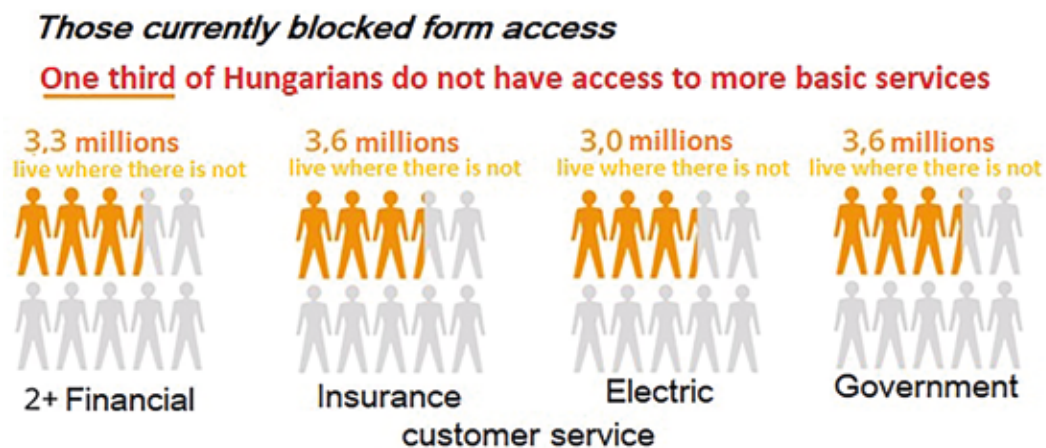 Those currently blocked form access
One third of Hungarians do not have access to more basic services
3,3 millions
live where there is not
3,6 millions
live where there is not
3,0 millions
live where there is not
3,6 millions
live where there is not
2+ Financial
Insurance
Electric
Government
customer service